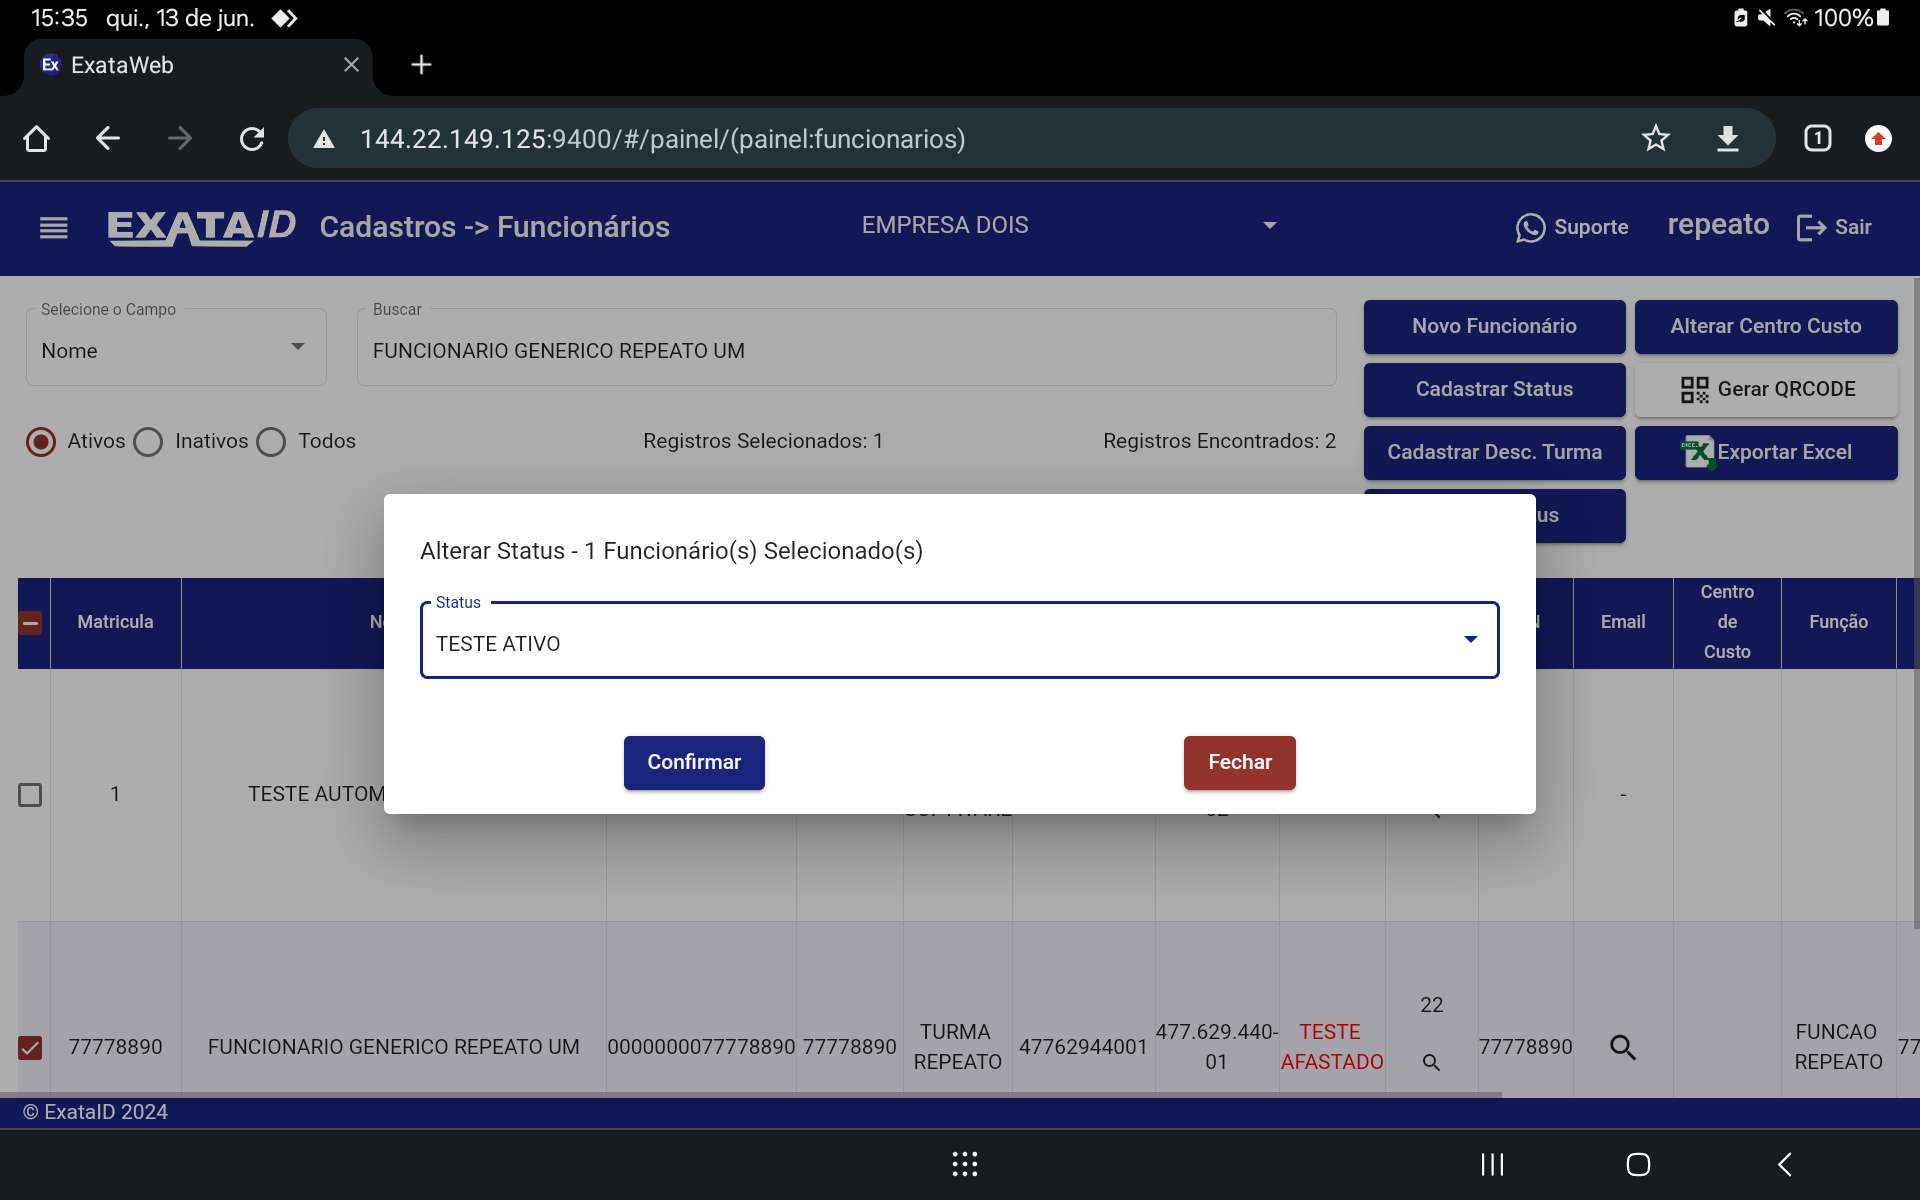 15:35 qui., 13 de jun.
100%
Ex ExataWeb
144.22.149.125:9400/#/painel/(painel:funcionarios)
1
EXATAID Cadastros -> Funcionários
EMPRESA DOIS
Suporte
repeato
Sair
Selecione o Campo
Nome
Buscar
FUNCIONARIO GENERICO REPEATO UM
Novo Funcionário
Alterar Centro Custo
Cadastrar Status
Gerar QRCODE
Ativos Inativos Todos
Registros Selecionados: 1
Registros Encontrados: 2
Cadastrar Desc. Turma
Exportar Excel
us
Alterar Status - 1 Funcionário(s) Selecionado(s)
Status
TESTE ATIVO
Confirmar
Fechar
Matricula
Email
Centro
de
Custo
Função
1
TESTE AUTOM
-
77778890
FUNCIONARIO GENERICO REPEATO UM
0000000077778890
77778890
TURMA
REPEATO
47762944001
477.629.440-
01
TESTE
AFASTADO
22
77778890
FUNCAO
REPEATO
77
© ExataID 2024